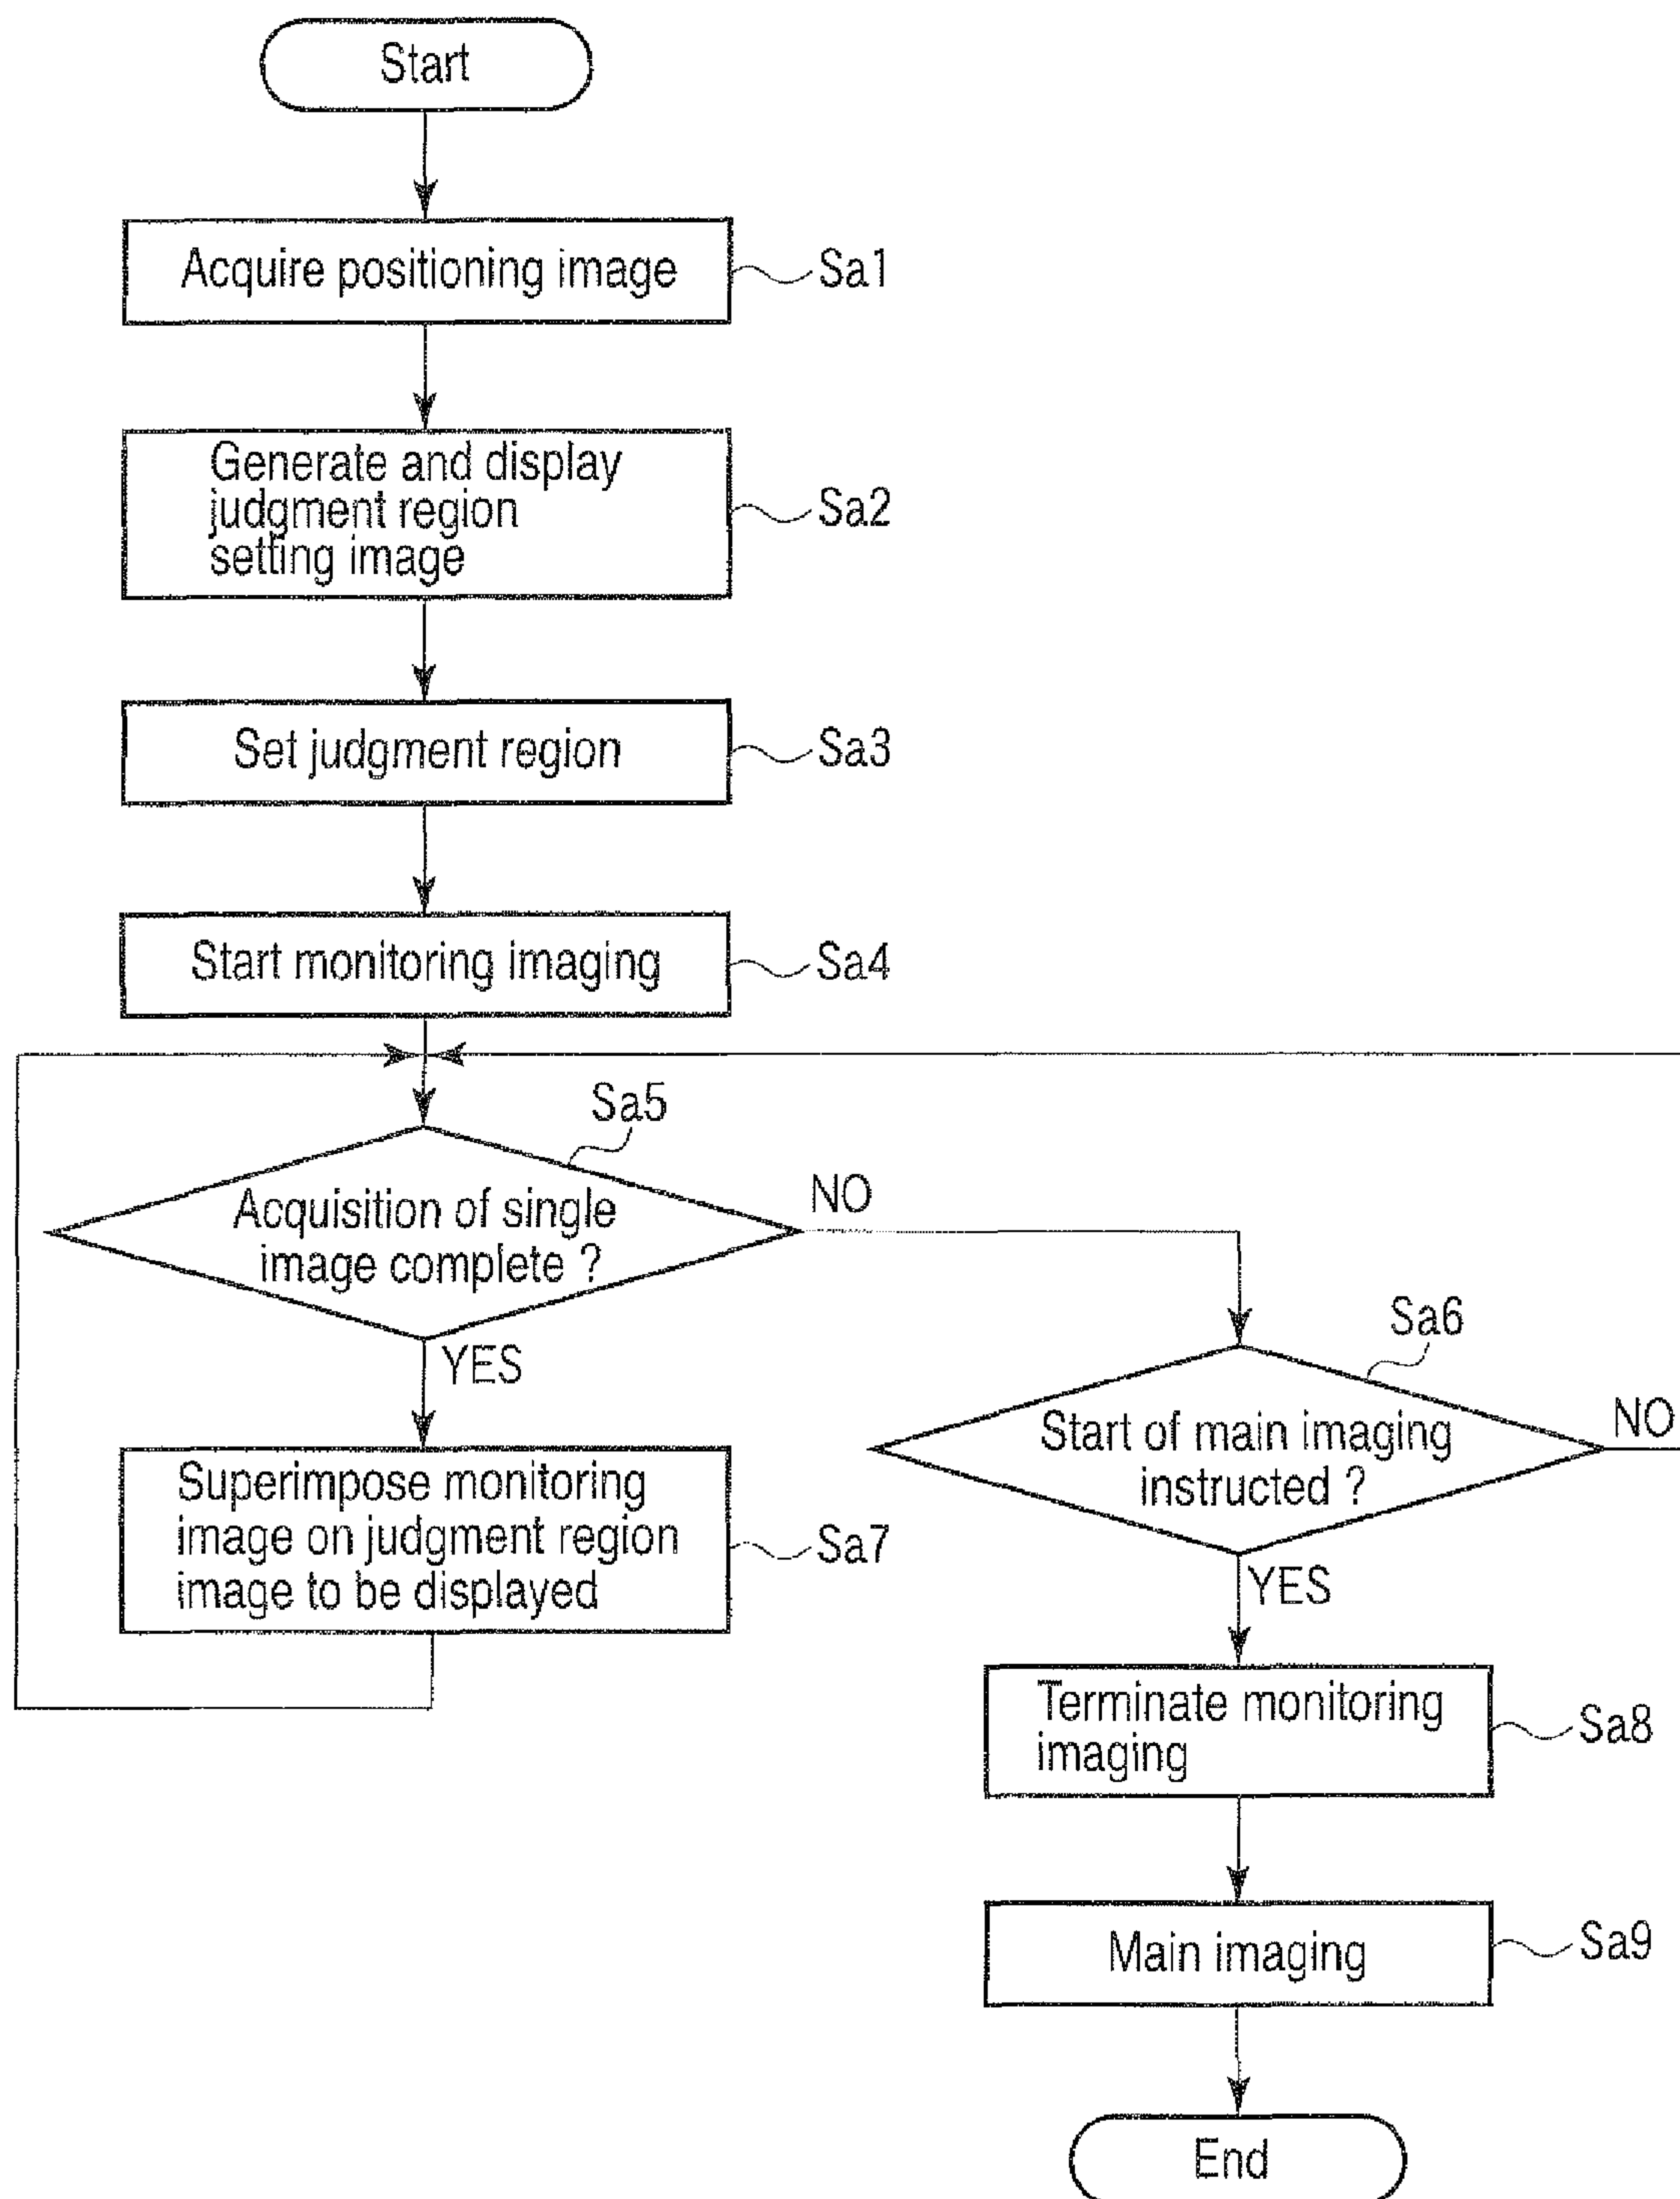 Start
Acquire positioning image
Sa1
Generate and display
judgment region
setting image
Sa2
Set judgment region
Sa3
Start monitoring imaging
Sa4
Sa5
Acquisition of single
image complete ?
NO
YES
Sa6
Start of main imaging
instructed ?
NO
YES
Superimpose monitoring
image on judgment region
image to be displayed
Sa7
Terminate monitoring
imaging
Sa8
Main imaging
Sa9
End